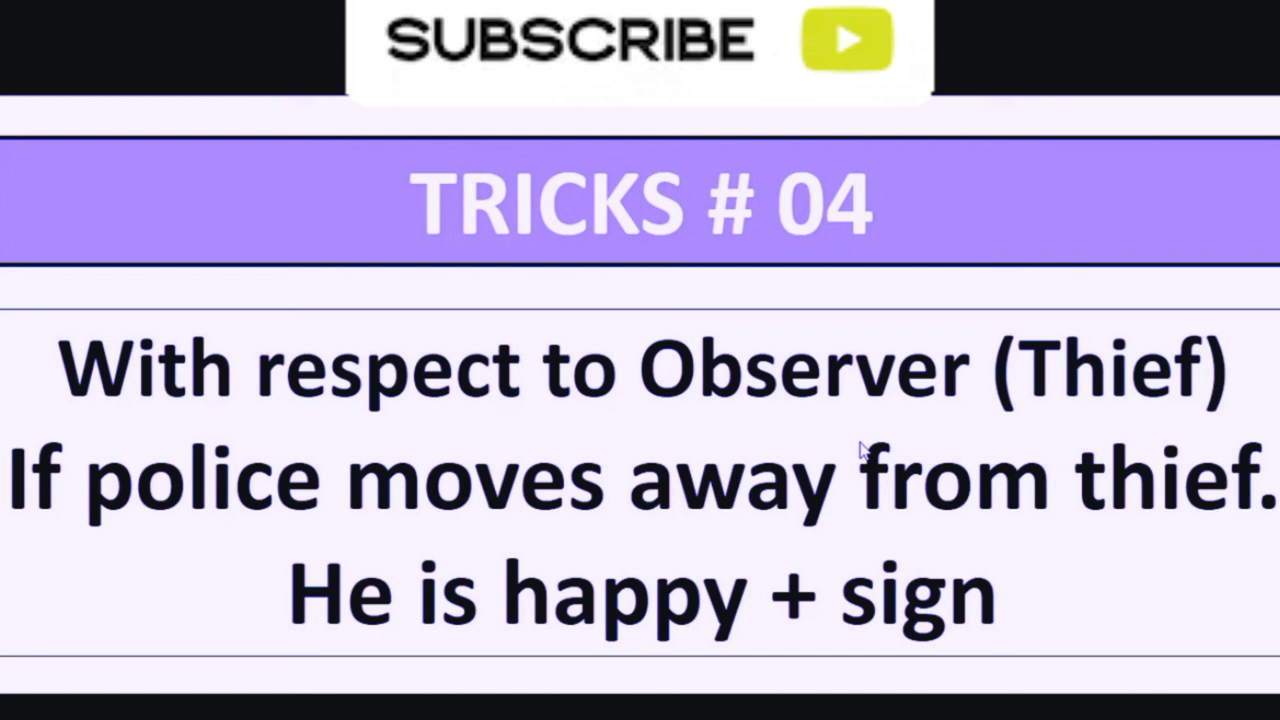 SUBSCRIBE
TRICKS # 04
With respect to Observer (Thief)
If police moves away from thief.
He is happy + sign